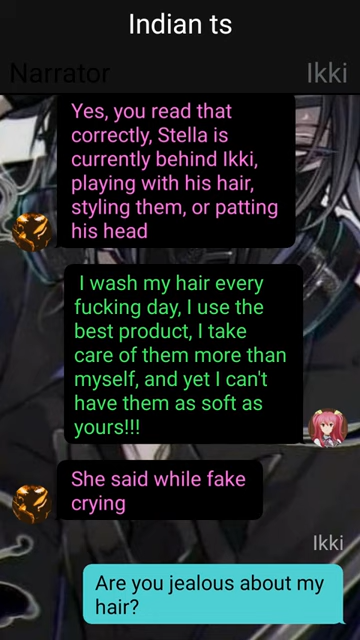 Indian ts
Narrator
Ikki
Yes, you read that
correctly, Stella is
currently behind Ikki,
playing with his hair,
styling them, or patting
his head
I wash my hair every
fucking day, I use the
best product, I take
care of them more than
myself, and yet I can't
have them as soft as
yours!!!
She said while fake
crying
Ikki
Are you jealous about my
hair?